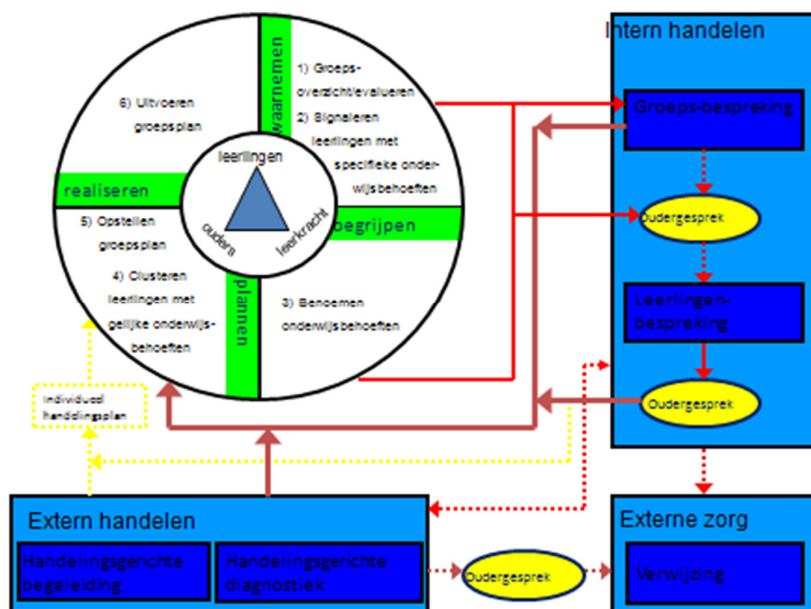 waarnemen
1) Groeps-
overzicht/evalueren
2) Signaleren
leerlingen met
specifieke onder-
wijsbehoeften
begrijpen
3) Benoemen
onderwijsbehoeften
plannen
4) Clusteren
leerlingen met
gelijke onderwijs-
behoeften
5) Opstellen
groepsplan
realiseren
6) Uitvoeren
groepsplan
leerlingen
ouders
leerkracht
Individueel
handelingsplan
Intern handelen
Groeps-bespreking
Oudergesprek
Leerlingen-
bespreking
Oudergesprek
Extern handelen
Handelingsgerichte
begeleiding
Handelingsgerichte
diagnostiek
Oudergesprek
Externe zorg
Verwijzing